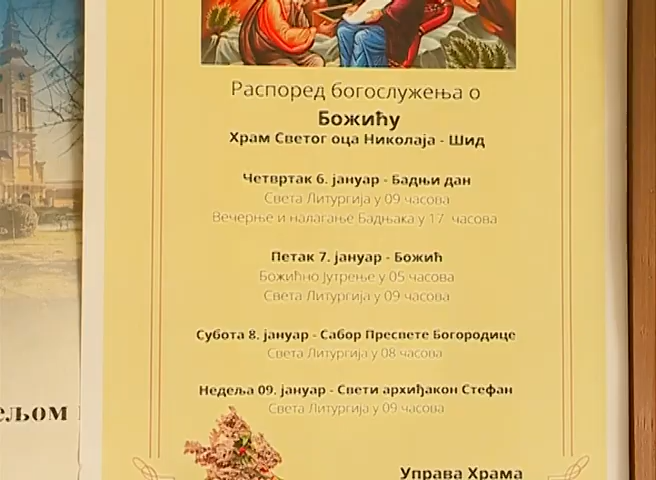 Распоред богослужења о
Божићу
Храм Светог оца Николаја - Шид
Четвртак 6. јануар - Бадњи дан
Света Литургија у 09 часова
Вечерње и налагање Бадњака у 17 часова
Петак 7. јануар - Божић
Божићно Јутрење у 05 часова
Света Литургија у 09 часова
Субота 8. јануар - Сабор Пресвете Богородице
Света Литургија у 08 часова
Недеља 09. јануар - Свети архиђакон Стефан
Света Литургија у 09 часова
Управа Храма